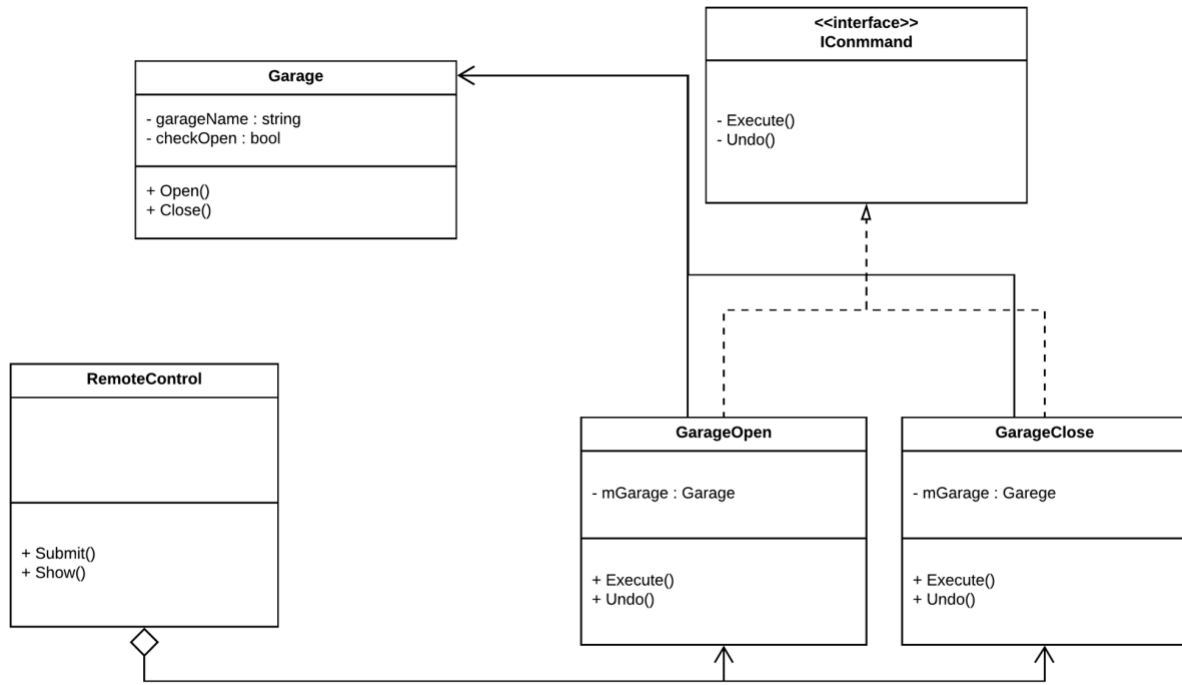 <<interface>>
IConmmand
- Execute()
- Undo()
Garage
- garageName : string
- checkOpen : bool
+ Open()
+ Close()
RemoteControl
+ Submit()
+ Show()
GarageOpen
- mGarage : Garage
+ Execute()
+ Undo()
GarageClose
- mGarage : Garege
+ Execute()
+ Undo()